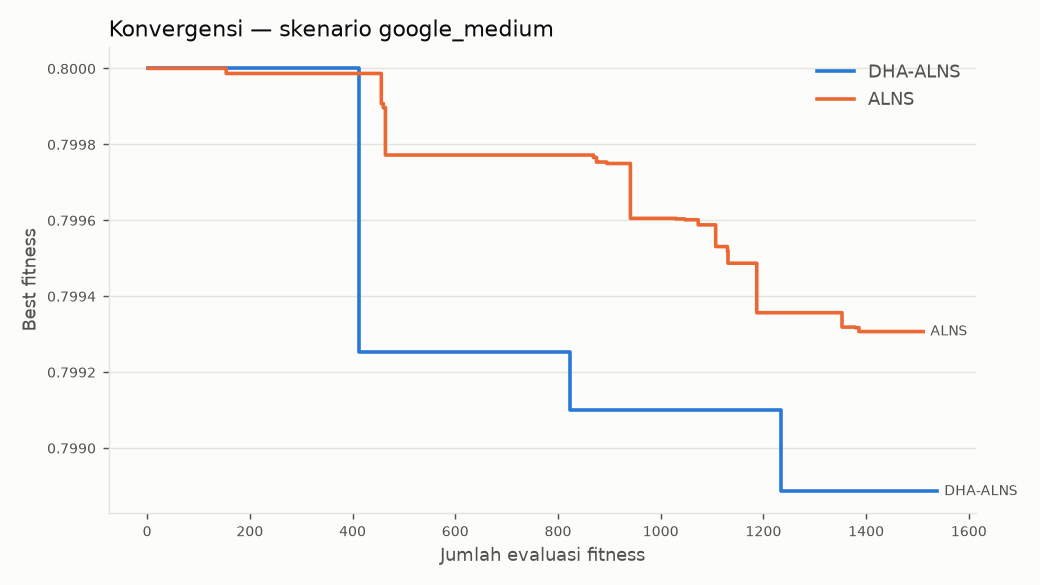 Konvergensi — skenario google_medium
DHA-ALNS
ALNS
0.8000
0.7998
0.7996
0.7994
0.7992
0.7990
Best fitness
ALNS
DHA-ALNS
0 200 400 600 800 1000 1200 1400 1600
Jumlah evaluasi fitness